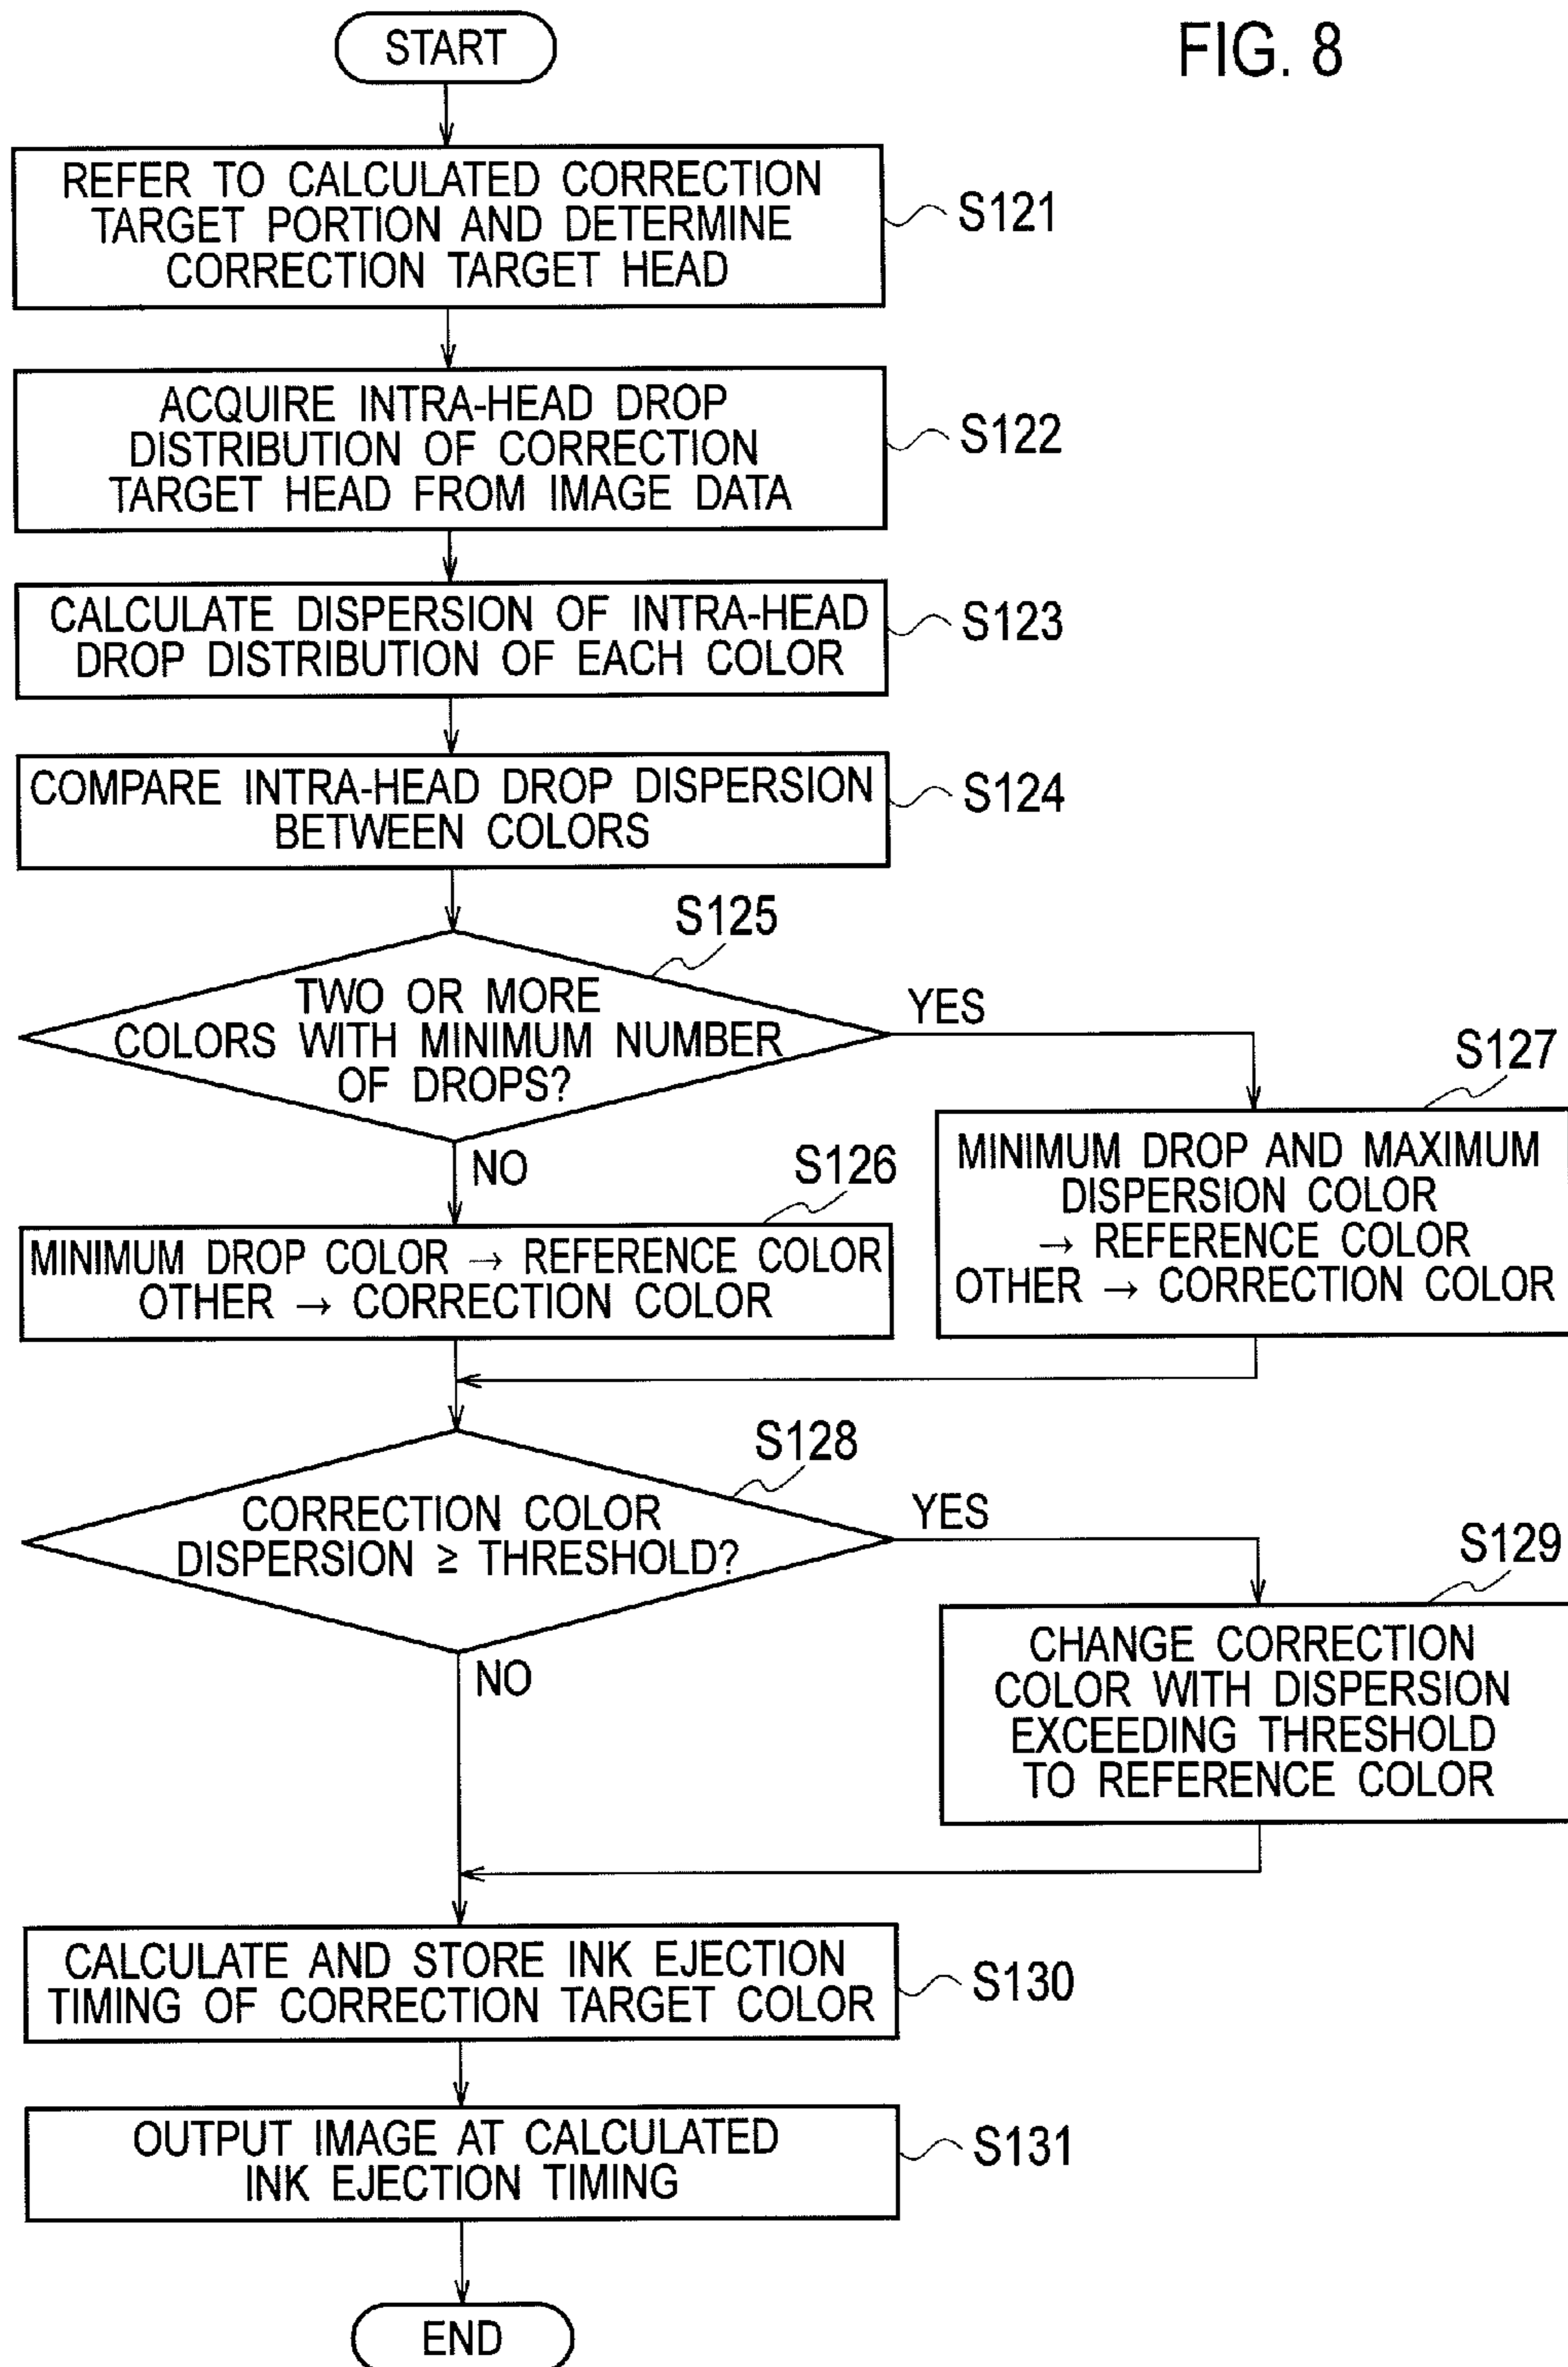 FIG. 8
START
REFER TO CALCULATED CORRECTION
TARGET PORTION AND DETERMINE
CORRECTION TARGET HEAD
S121
ACQUIRE INTRA-HEAD DROP
DISTRIBUTION OF CORRECTION
TARGET HEAD FROM IMAGE DATA
S122
CALCULATE DISPERSION OF INTRA-HEAD
DROP DISTRIBUTION OF EACH COLOR
S123
COMPARE INTRA-HEAD DROP DISPERSION
BETWEEN COLORS
S124
S125
TWO OR MORE
COLORS WITH MINIMUM NUMBER
OF DROPS?
YES
NO
S126
MINIMUM DROP COLOR → REFERENCE COLOR
OTHER → CORRECTION COLOR
S127
MINIMUM DROP AND MAXIMUM
DISPERSION COLOR
→ REFERENCE COLOR
OTHER → CORRECTION COLOR
S128
CORRECTION COLOR
DISPERSION ≥ THRESHOLD?
YES
NO
S129
CHANGE CORRECTION
COLOR WITH DISPERSION
EXCEEDING THRESHOLD
TO REFERENCE COLOR
CALCULATE AND STORE INK EJECTION
TIMING OF CORRECTION TARGET COLOR
S130
OUTPUT IMAGE AT CALCULATED
INK EJECTION TIMING
S131
END